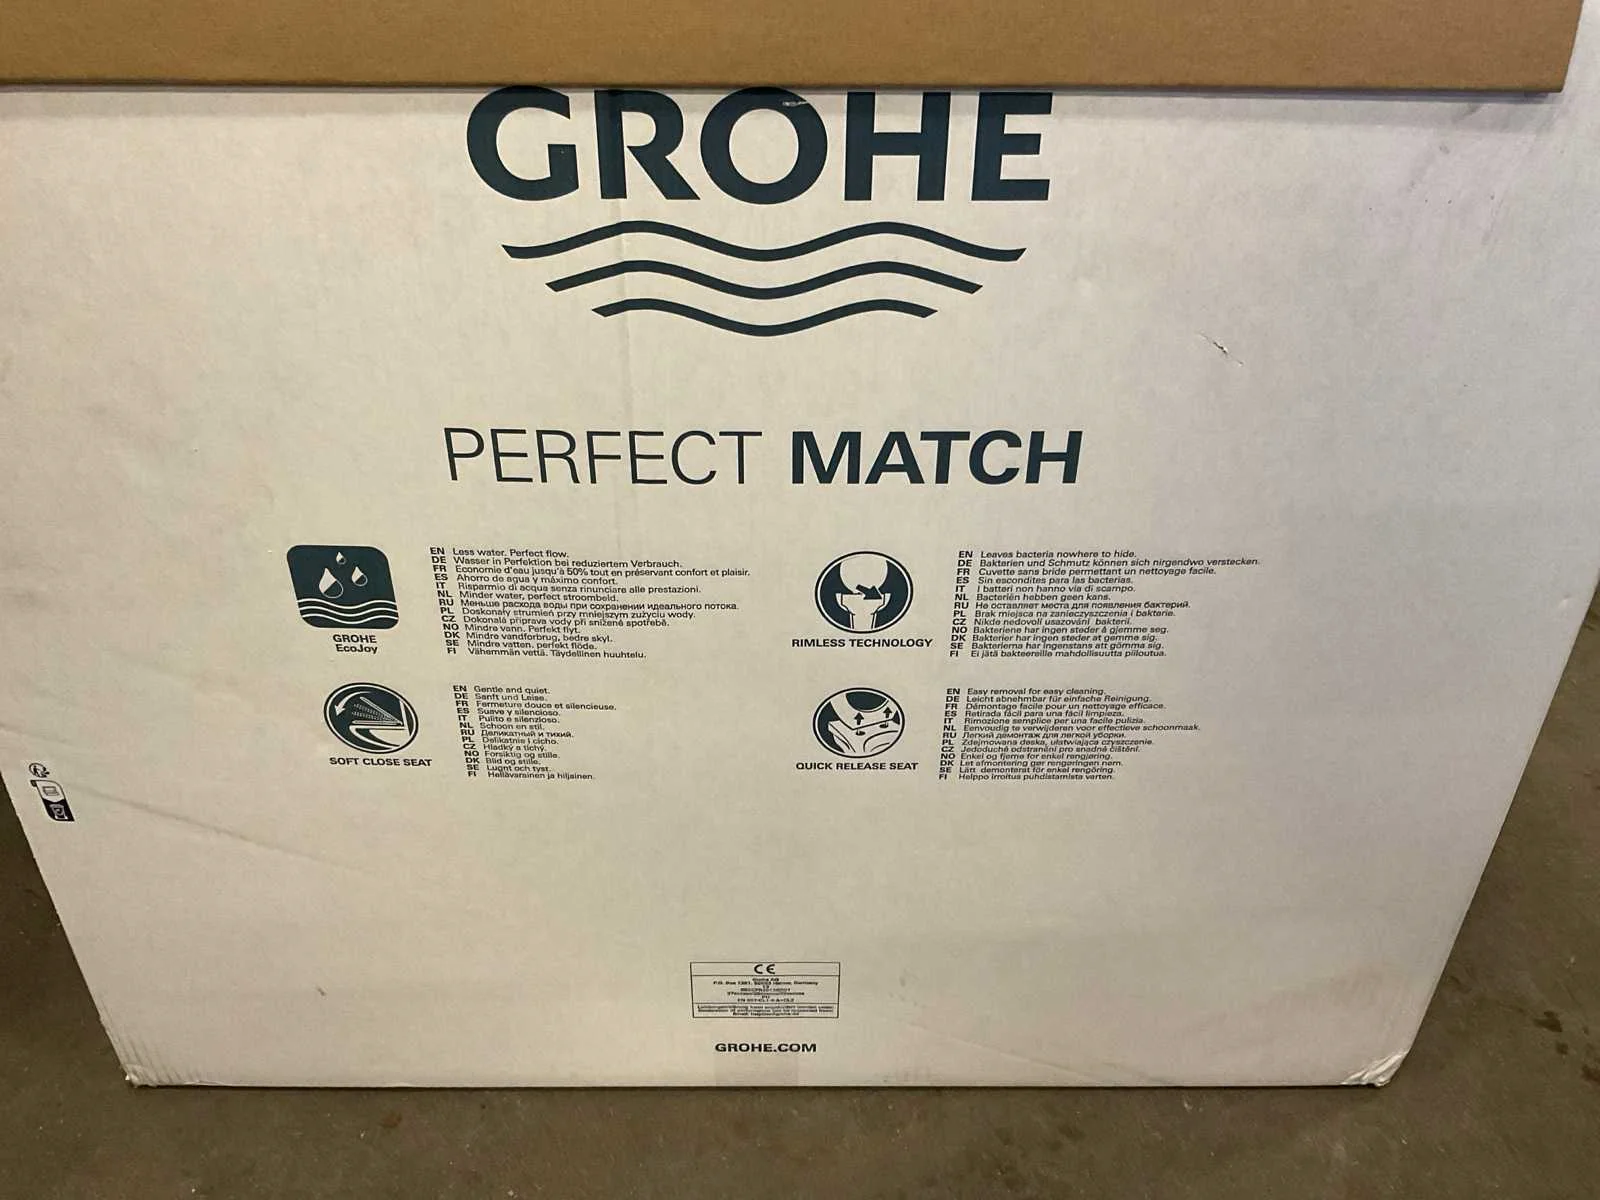 GROHE
PERFECT MATCH
GROHE
EcoJoy
EN Less water. Perfect flow.
DE Wasser in Perfektion bei reduziertem Verbrauch.
FR Economie d'eau jusqu'à 50% tout en préservant confort et plaisir.
ES Ahorro de agua y máximo confort.
IT Risparmio di acqua senza rinunciare alle prestazioni.
NL Minder water, perfect stroombeeld.
RU Меньше расхода воды при сохранении идеального потока.
PL Doskonały strumień przy mniejszym zużyciu wody.
CZ Dokonalá příprava vody při snížené spotřebě.
NO Mindre vann. Perfekt flyt.
DK Mindre vandforbrug, bedre skyl.
SE Mindre vatten, perfekt flöde.
FI Vähemmän vettä. Täydellinen huuhtelu.
RIMLESS TECHNOLOGY
EN Leaves bacteria nowhere to hide.
DE Bakterien und Schmutz können sich nirgendwo verstecken.
FR Cuvette sans bride permettant un nettoyage facile.
ES Sin escondites para las bacterias.
IT I batteri non hanno via di scampo.
NL Bacteriën hebben geen kans.
RU Не оставляет места для появления бактерий.
PL Brak miejsca na zanieczyszczenia i bakterie.
CZ Nikde nedovolí usazování bakterií.
NO Bakteriene har ingen steder å gjemme seg.
DK Bakterier har ingen steder at gemme sig.
SE Bakterierna har ingenstans att gömma sig.
FI Ei jätä bakteereille mahdollisuutta piiloutua.
SOFT CLOSE SEAT
EN Gentle and quiet.
DE Sanft und Leise.
FR Fermeture douce et silencieuse.
ES Suave y silencioso.
IT Pulito e silenzioso.
NL Schoon en stil.
RU Деликатный и тихий.
PL Delikatnie i cicho.
CZ Hladký a tichý.
NO Forsiktig og stille.
DK Blid og stille.
SE Lugnt och tyst.
FI Hellävarainen ja hiljainen.
QUICK RELEASE SEAT
EN Easy removal for easy cleaning.
DE Leicht abnehmbar für einfache Reinigung.
FR Démontage facile pour un nettoyage efficace.
ES Retirada fácil para una fácil limpieza.
IT Rimozione semplice per una facile pulizia.
NL Eenvoudig te verwijderen voor effectieve schoonmaak.
RU Легкий демонтаж для легкой уборки.
PL Zdejmowana deska, ułatwiająca czyszczenie.
CZ Jedoduché odstranění pro snadné čištění.
NO Enkel og fjerne for enkel rengjøring.
DK Let afmontering gør rengøringen nem.
SE Lätt demonterat för enkel rengöring.
FI Helppo irroitus puhdistamista varten.
CE
Grohe AG
P.O. Box 1361, 58653 Hemer, Germany
GROHE.COM